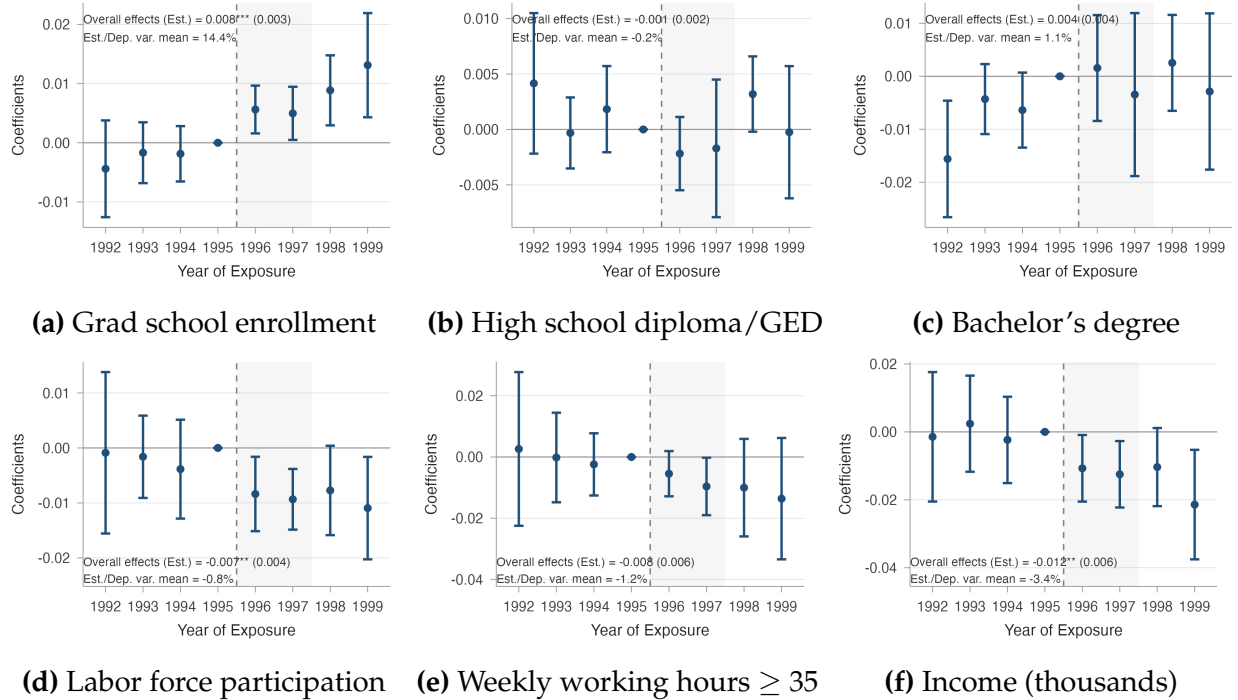 0.02
0.01
0.00
-0.01
Coefficients
Overall effects (Est.) = 0.008*** (0.003)
Est./Dep. var. mean = 14.4%
1992 1993 1994 1995 1996 1997 1998 1999
Year of Exposure
(a) Grad school enrollment
0.010
0.005
0.000
-0.005
Coefficients
Overall effects (Est.) = -0.001 (0.002)
Est./Dep. var. mean = -0.2%
1992 1993 1994 1995 1996 1997 1998 1999
Year of Exposure
(b) High school diploma/GED
0.01
0.00
-0.01
-0.02
Coefficients
Overall effects (Est.) = 0.004 (0.004)
Est./Dep. var. mean = 1.1%
1992 1993 1994 1995 1996 1997 1998 1999
Year of Exposure
(c) Bachelor's degree
0.01
0.00
-0.01
-0.02
Coefficients
Overall effects (Est.) = -0.007** (0.004)
Est./Dep. var. mean = -0.8%
1992 1993 1994 1995 1996 1997 1998 1999
Year of Exposure
(d) Labor force participation
0.02
0.00
-0.02
-0.04
Coefficients
Overall effects (Est.) = -0.008 (0.006)
Est./Dep. var. mean = -1.2%
1992 1993 1994 1995 1996 1997 1998 1999
Year of Exposure
(e) Weekly working hours ≥ 35
0.02
0.00
-0.02
-0.04
Coefficients
Overall effects (Est.) = -0.012** (0.006)
Est./Dep. var. mean = -3.4%
1992 1993 1994 1995 1996 1997 1998 1999
Year of Exposure
(f) Income (thousands)